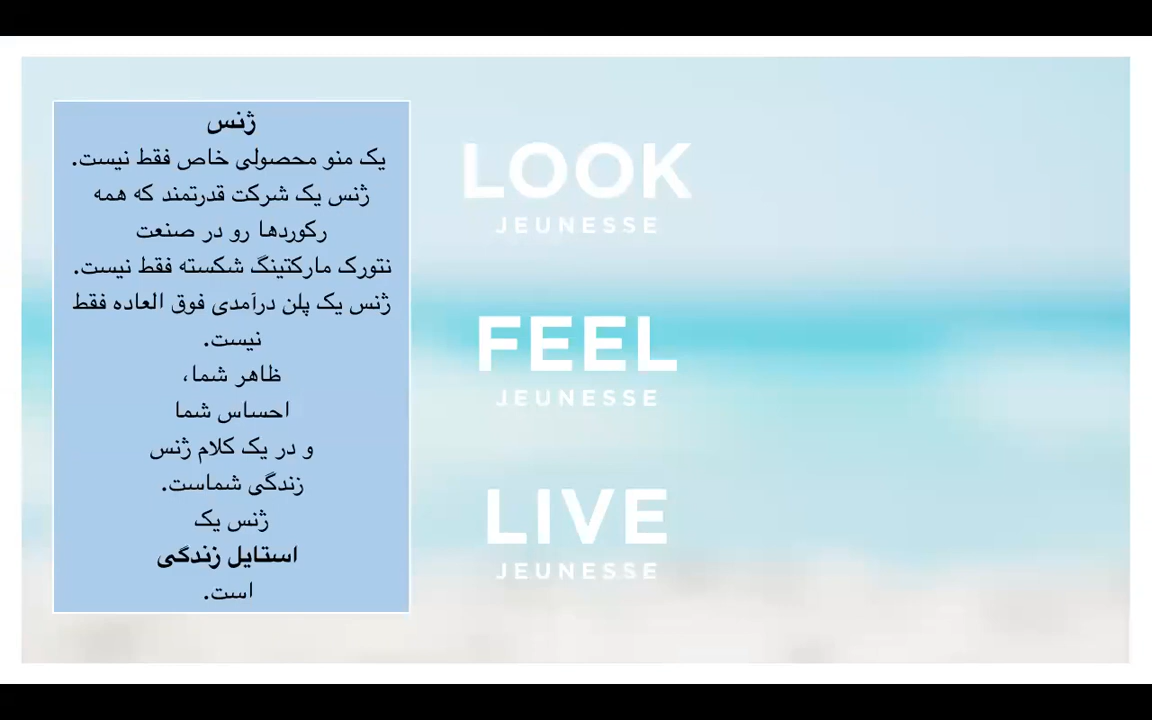 ژنس
یک منو محصولی خاص فقط نیست.
ژنس یک شرکت قدرتمند که همه
رکوردها رو در صنعت
نتورک مارکتینگ شکسته فقط نیست.
ژنس یک پلن درآمدی فوق العاده فقط
نیست.
ظاهر شما،
احساس شما
و در یک کلام ژنس
زندگی شماست.
ژنس یک
استایل زندگی
است.
LOOK
JEUNESSE
FEEL
JEUNESSE
LIVE
JEUNESSE